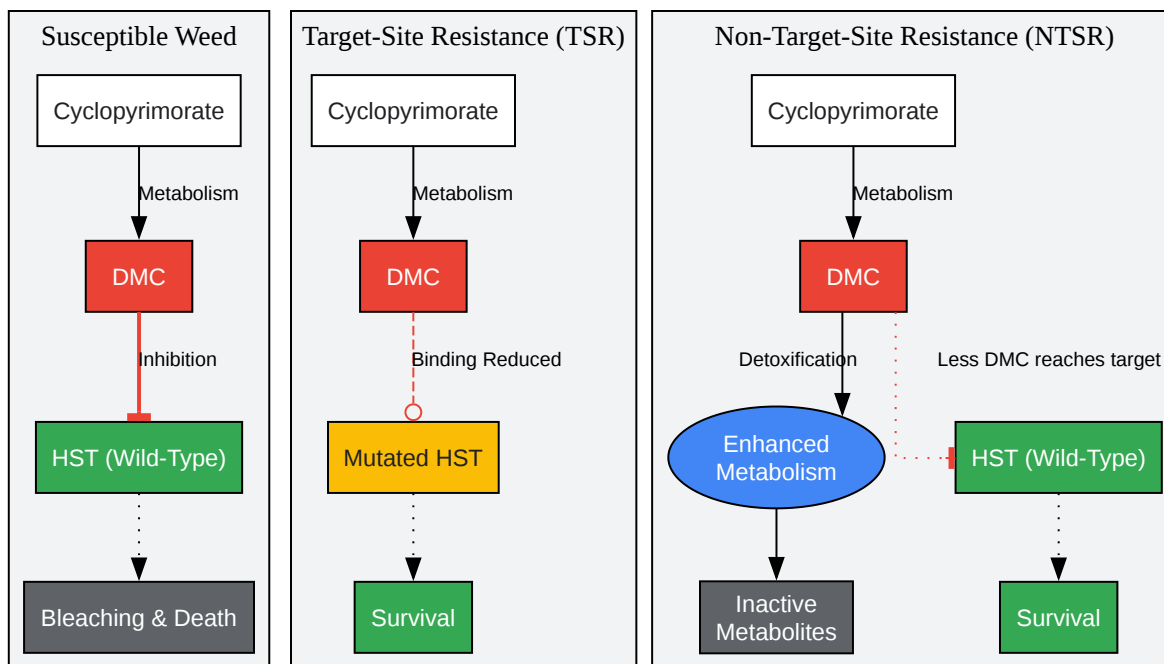 Susceptible Weed
Cyclopyrimorate
Metabolism
DMC
Inhibition
HST (Wild-Type)
Bleaching & Death
Target-Site Resistance (TSR)
Cyclopyrimorate
Metabolism
DMC
Binding Reduced
Mutated HST
Survival
Non-Target-Site Resistance (NTSR)
Cyclopyrimorate
Metabolism
DMC
Detoxification
Less DMC reaches target
Enhanced
Metabolism
HST (Wild-Type)
Inactive
Metabolites
Survival